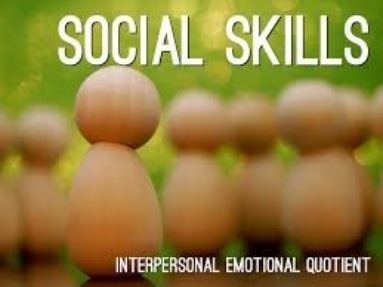 SOCIAL SKILLS
INTERPERSONAL EMOTIONAL QUOTIENT